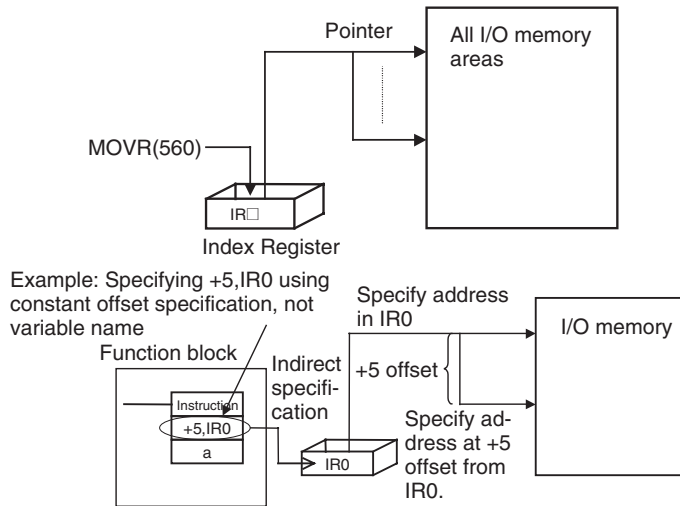 Pointer
All I/O memory
areas
MOVR(560)
IR□
Index Register
Example: Specifying +5,IR0 using
constant offset specification, not
variable name
Function block
Instruction
+5,IR0
a
Indirect
specifi-
cation
IR0
Specify address
in IR0
+5 offset
Specify ad-
dress at +5
offset from
IR0.
I/O memory